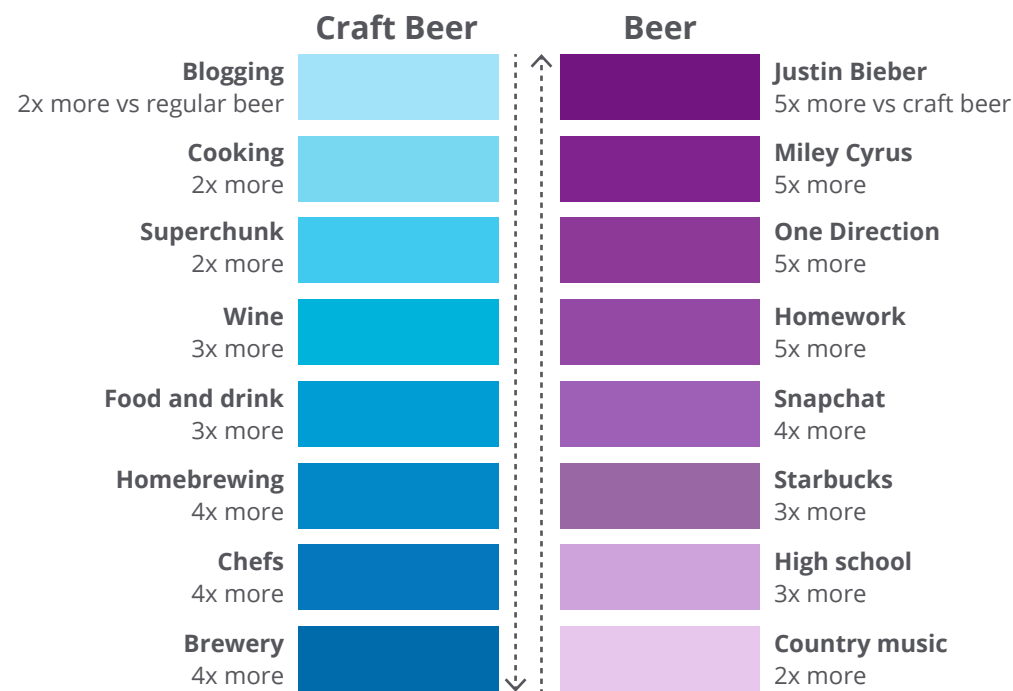 Craft Beer
Beer
Blogging
2x more vs regular beer
Justin Bieber
5x more vs craft beer
Cooking
2x more
Miley Cyrus
5x more
Superchunk
2x more
One Direction
5x more
Wine
3x more
Homework
5x more
Food and drink
3x more
Snapchat
4x more
Homebrewing
4x more
Starbucks
3x more
Chefs
4x more
High school
3x more
Brewery
4x more
Country music
2x more